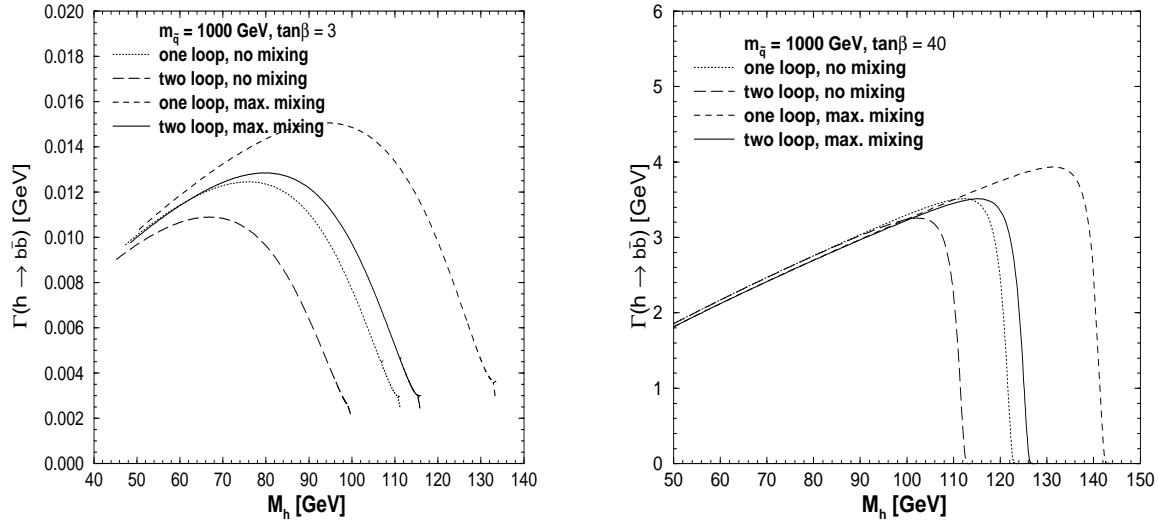 0.020
0.018
0.016
0.014
0.012
0.010
0.008
0.006
0.004
0.002
0.000
Γ(h → bb̄) [GeV]
m_q̃ = 1000 GeV, tanβ = 3
one loop, no mixing
two loop, no mixing
one loop, max. mixing
two loop, max. mixing
40 50 60 70 80 90 100 110 120 130 140
M_h [GeV]
6
5
4
3
2
1
0
Γ(h → bb̄) [GeV]
m_q̃ = 1000 GeV, tanβ = 40
one loop, no mixing
two loop, no mixing
one loop, max. mixing
two loop, max. mixing
50 60 70 80 90 100 110 120 130 140 150
M_h [GeV]